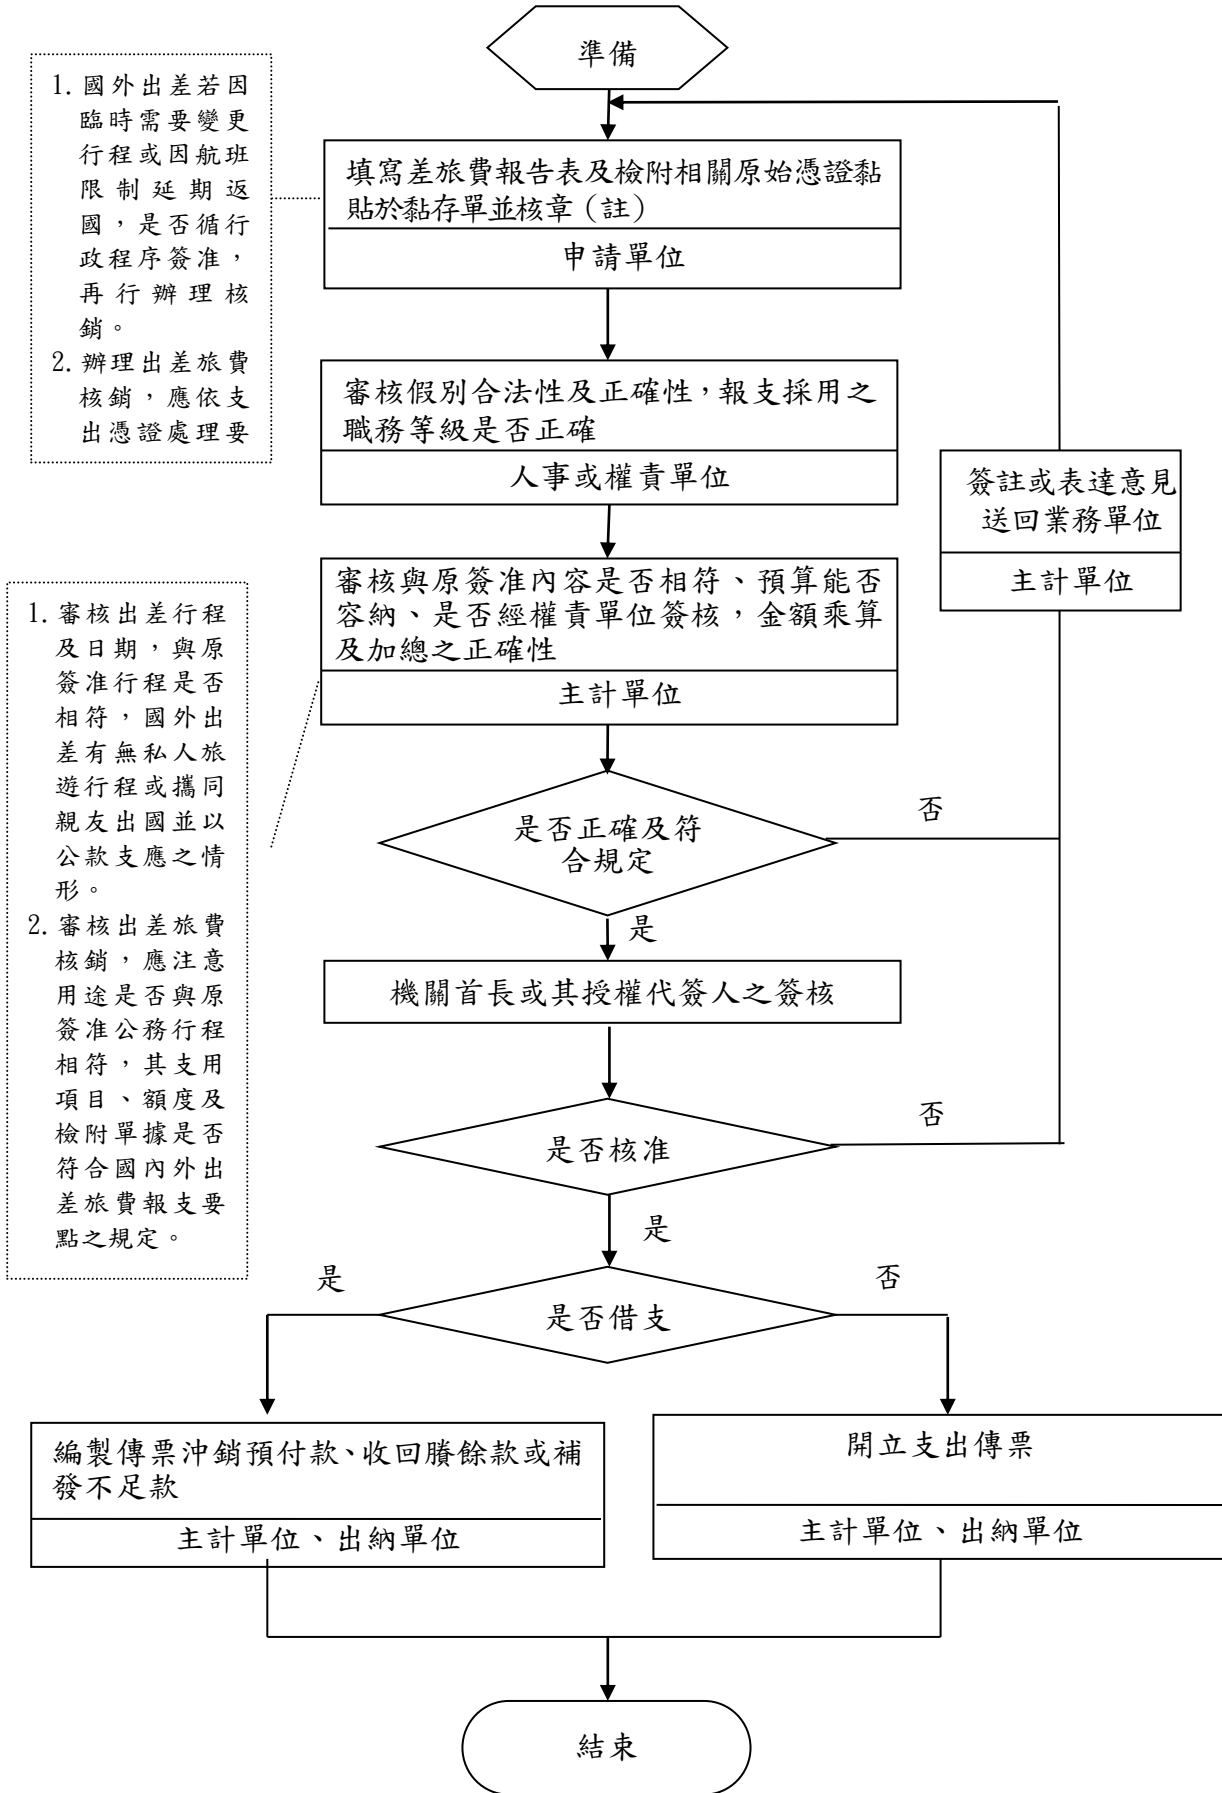 準備
1. 國外出差若因
臨時需要變更
行程或因航班
限制延期返
國，是否循行
政程序簽准，
再行辦理核
銷。
2. 辦理出差旅費
核銷，應依支
出憑證處理要
填寫差旅費報告表及檢附相關原始憑證黏
貼於黏存單並核章（註）
申請單位
審核假別合法性及正確性，報支採用之
職務等級是否正確
人事或權責單位
簽註或表達意見
送回業務單位
主計單位
審核與原簽准內容是否相符、預算能否
容納、是否經權責單位簽核，金額乘算
及加總之正確性
主計單位
1. 審核出差行程
及日期，與原
簽准行程是否
相符，國外出
差有無私人旅
遊行程或攜同
親友出國並以
公款支應之情
形。
2. 審核出差旅費
核銷，應注意
用途是否與原
簽准公務行程
相符，其支用
項目、額度及
檢附單據是否
符合國內外出
差旅費報支要
點之規定。
是否正確及符
合規定
否
是
機關首長或其授權代簽人之簽核
是否核准
否
是
是否借支
是
否
編製傳票沖銷預付款、收回賸餘款或補
發不足款
主計單位、出納單位
開立支出傳票
主計單位、出納單位
結束